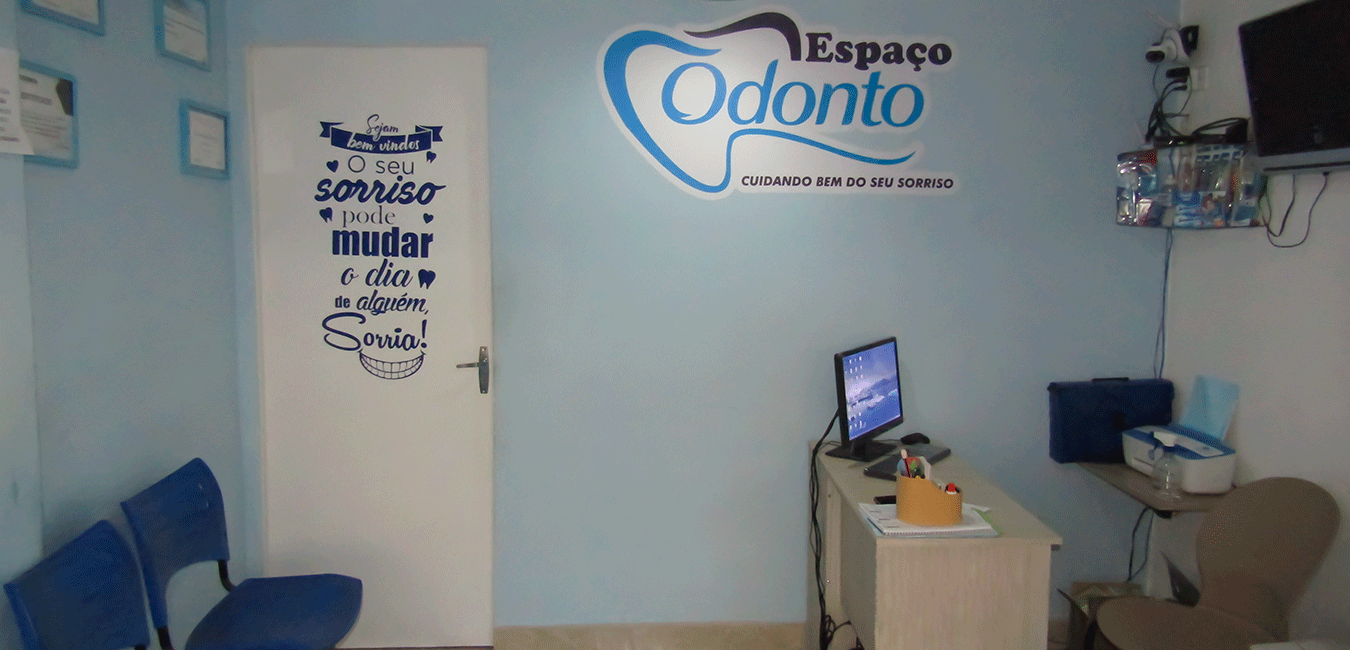 Sejam
bem vindos
O seu
sorriso
pode
mudar
o dia
de alguém,
Sorria!
Espaço
Odonto
CUIDANDO BEM DO SEU SORRISO